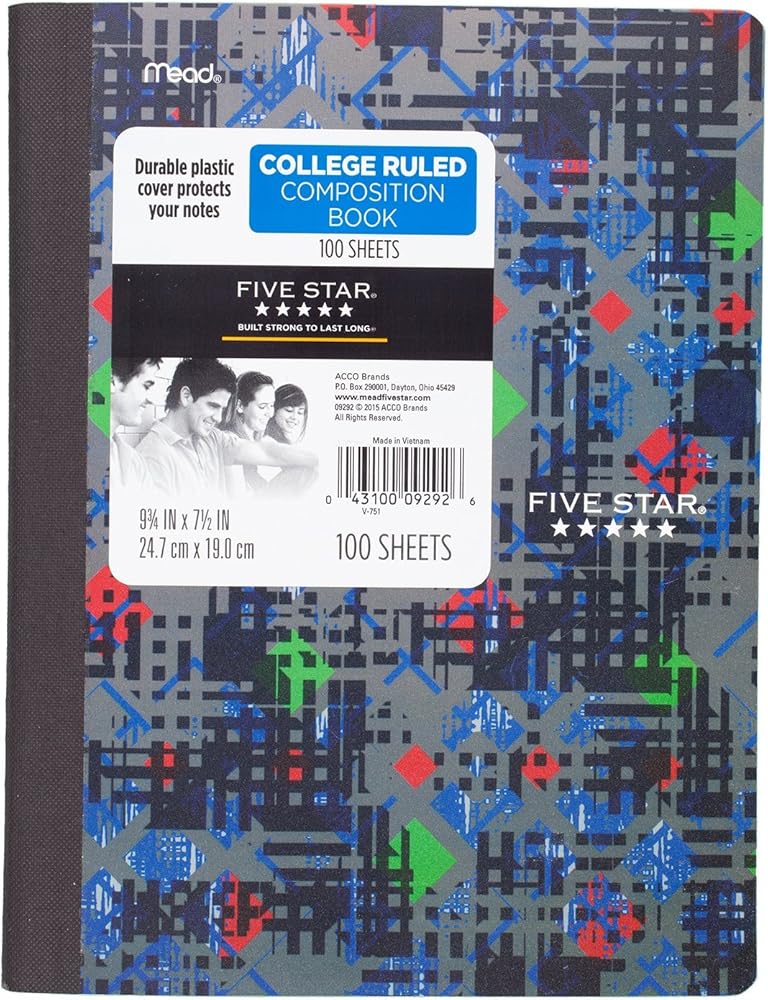 Mead®
Durable plastic
cover protects
your notes
COLLEGE RULED
COMPOSITION
BOOK
100 SHEETS
FIVE STAR®
★★★★★
BUILT STRONG TO LAST LONG®
ACCO Brands
P.O. Box 290001, Dayton, Ohio 45429
www.meadfivestar.com
09292 © 2015 ACCO Brands
All Rights Reserved.
Made in Vietnam
0 43100 09292 6
V-751
9¾ IN x 7½ IN
24.7 cm x 19.0 cm
100 SHEETS
FIVE STAR®
★★★★★